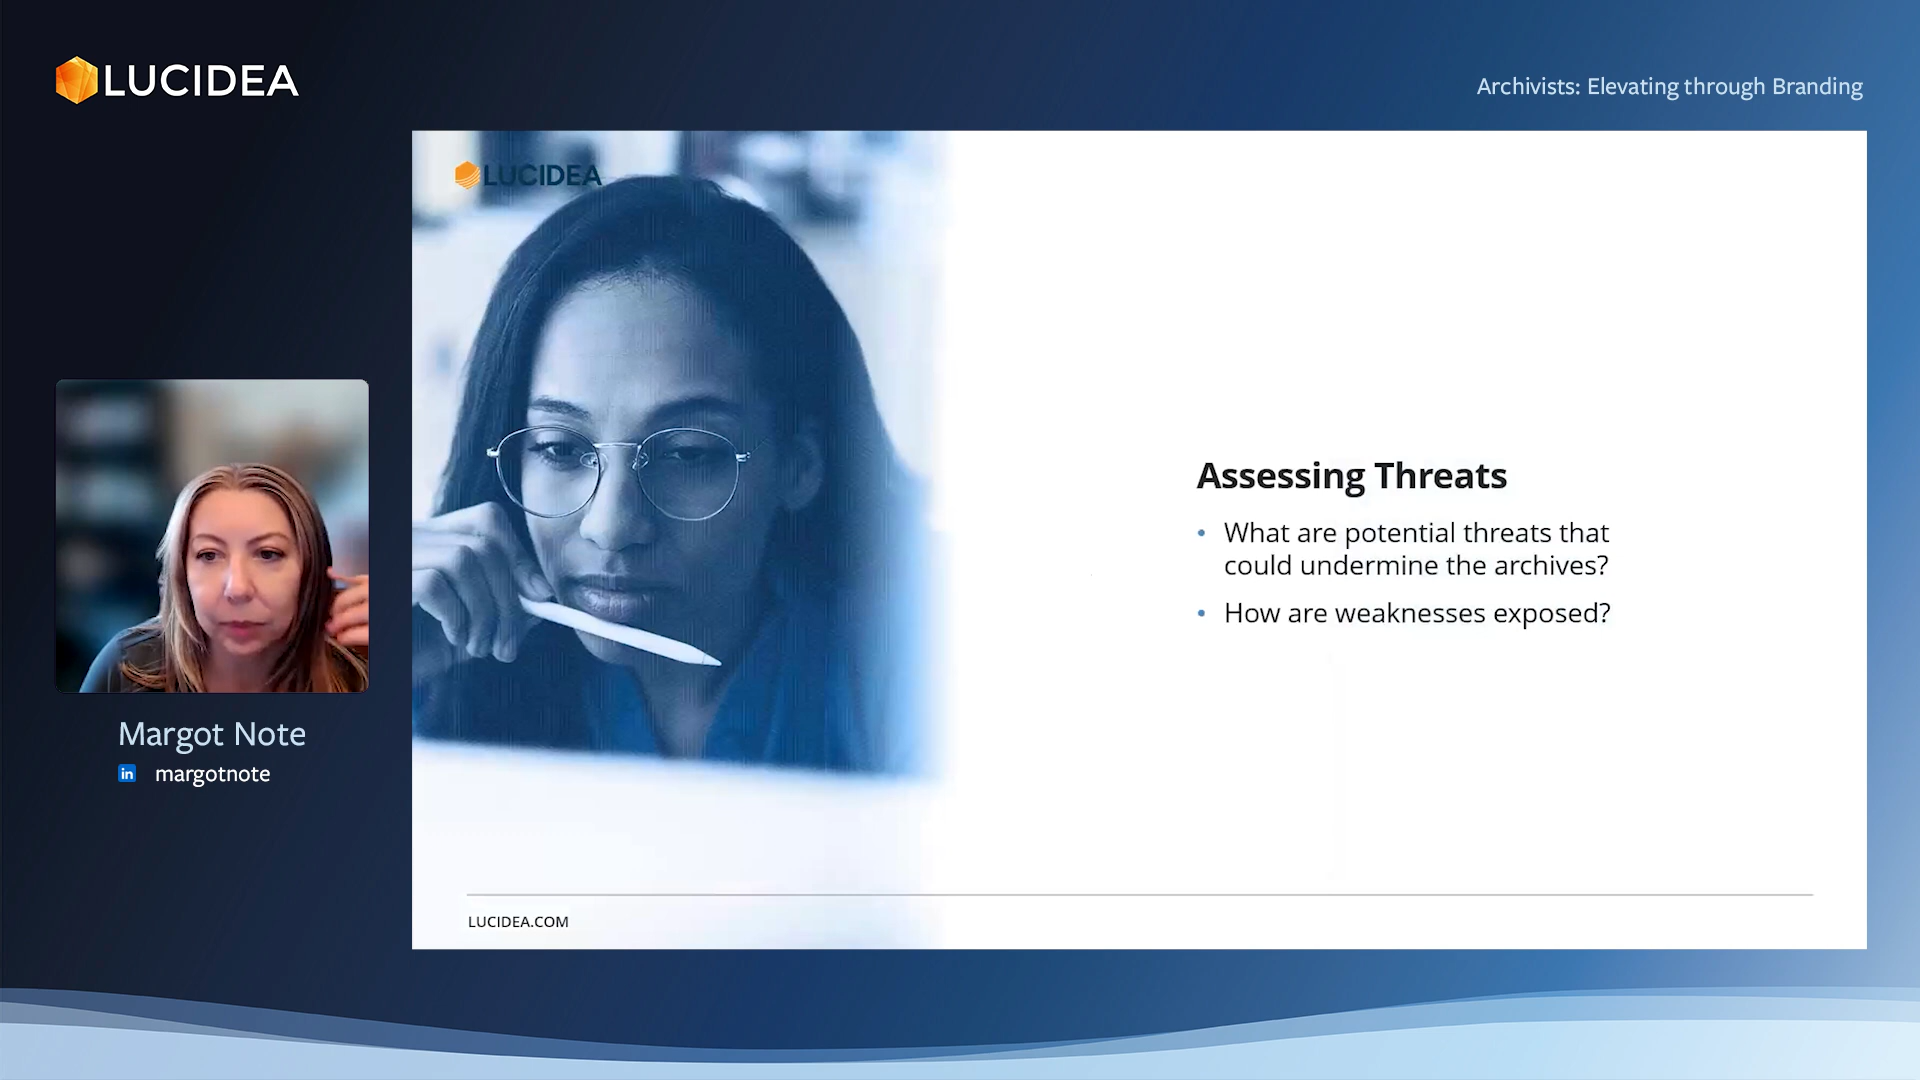 LUCIDEA
Archivists: Elevating through Branding
LUCIDEA
Assessing Threats
• What are potential threats that
could undermine the archives?
• How are weaknesses exposed?
Margot Note
in margotnote
LUCIDEA.COM